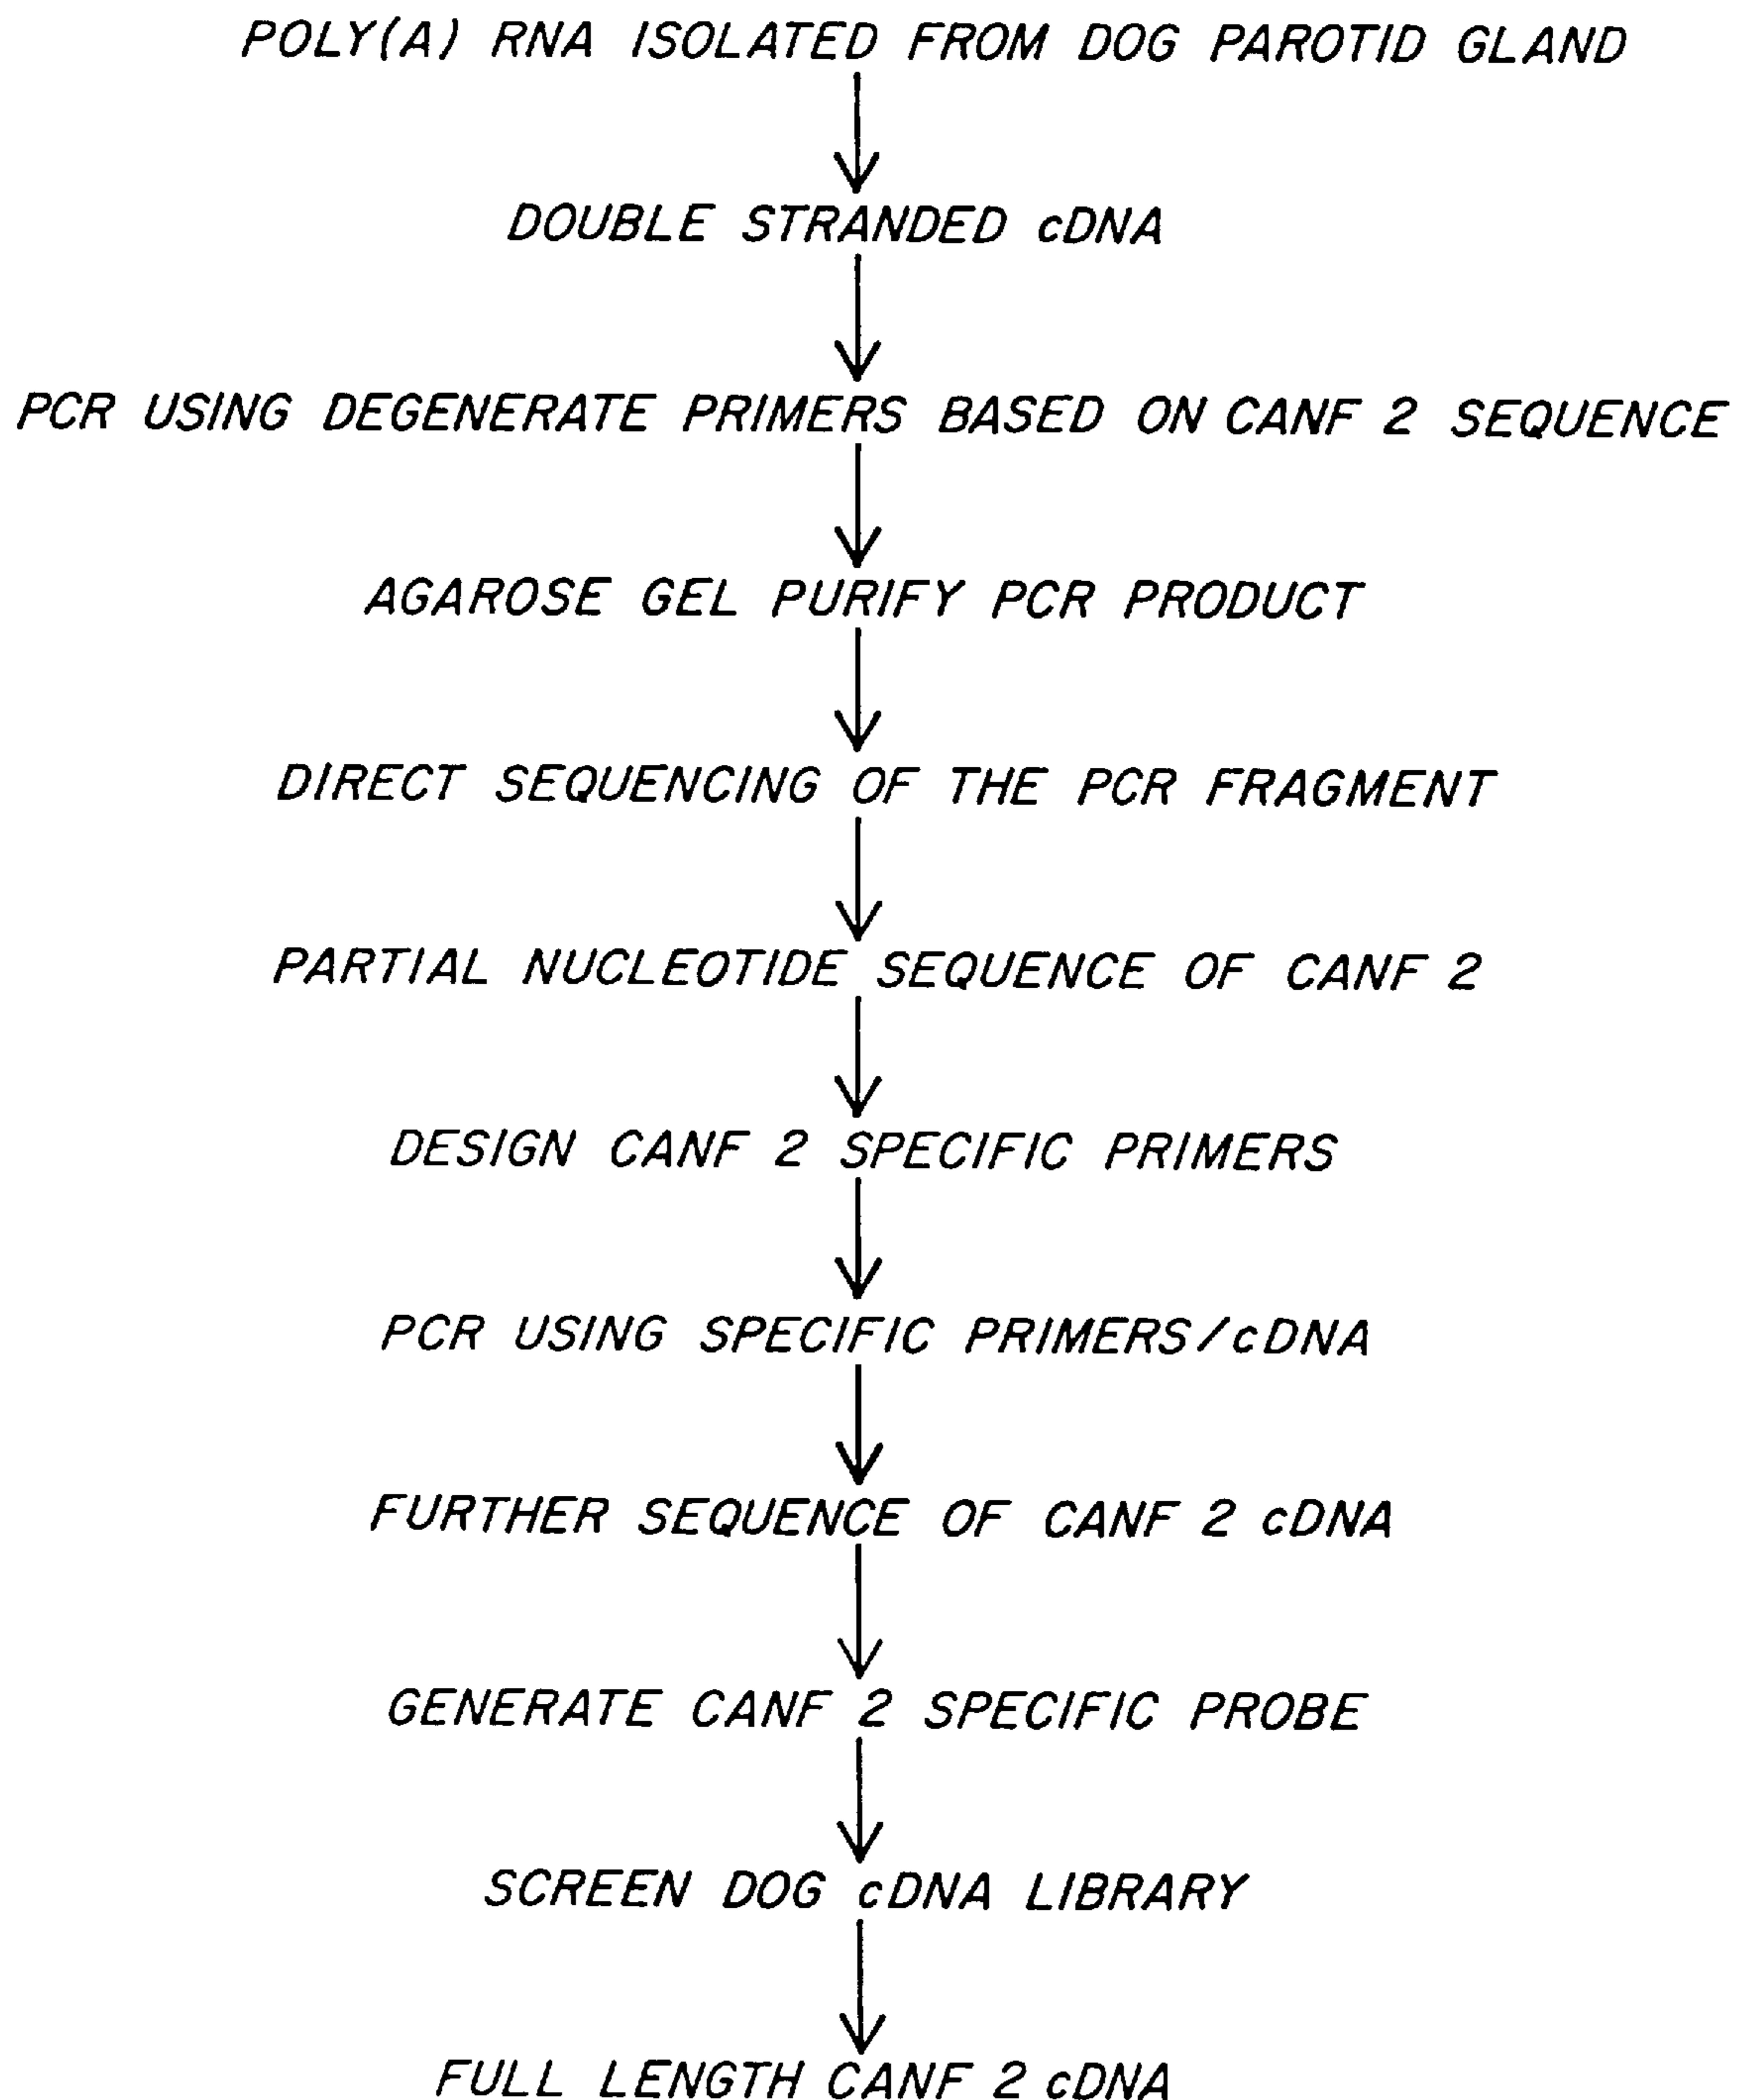 POLY(A) RNA ISOLATED FROM DOG PAROTID GLAND
DOUBLE STRANDED cDNA
PCR USING DEGENERATE PRIMERS BASED ON CANF 2 SEQUENCE
AGAROSE GEL PURIFY PCR PRODUCT
DIRECT SEQUENCING OF THE PCR FRAGMENT
PARTIAL NUCLEOTIDE SEQUENCE OF CANF 2
DESIGN CANF 2 SPECIFIC PRIMERS
PCR USING SPECIFIC PRIMERS/cDNA
FURTHER SEQUENCE OF CANF 2 cDNA
GENERATE CANF 2 SPECIFIC PROBE
SCREEN DOG cDNA LIBRARY
FULL LENGTH CANF 2 cDNA